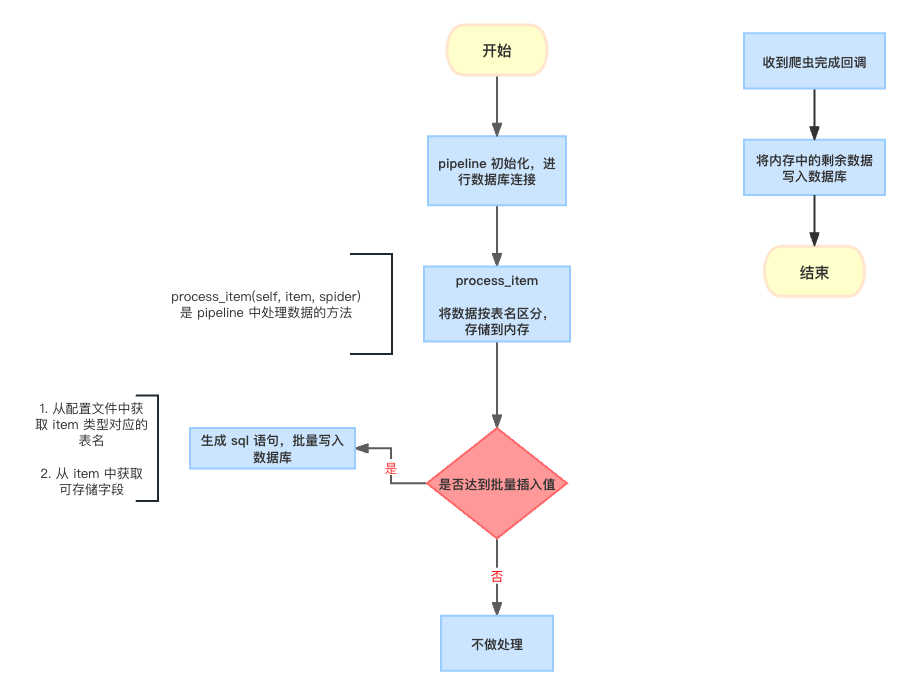 开始
pipeline 初始化，进
行数据库连接
process_item(self, item, spider)
是 pipeline 中处理数据的方法
process_item
将数据按表名区分，
存储到内存
1. 从配置文件中获
取 item 类型对应的
表名
2. 从 item 中获取
可存储字段
生成 sql 语句，批量写入
数据库
是
是否达到批量插入值
否
不做处理
收到爬虫完成回调
将内存中的剩余数据
写入数据库
结束